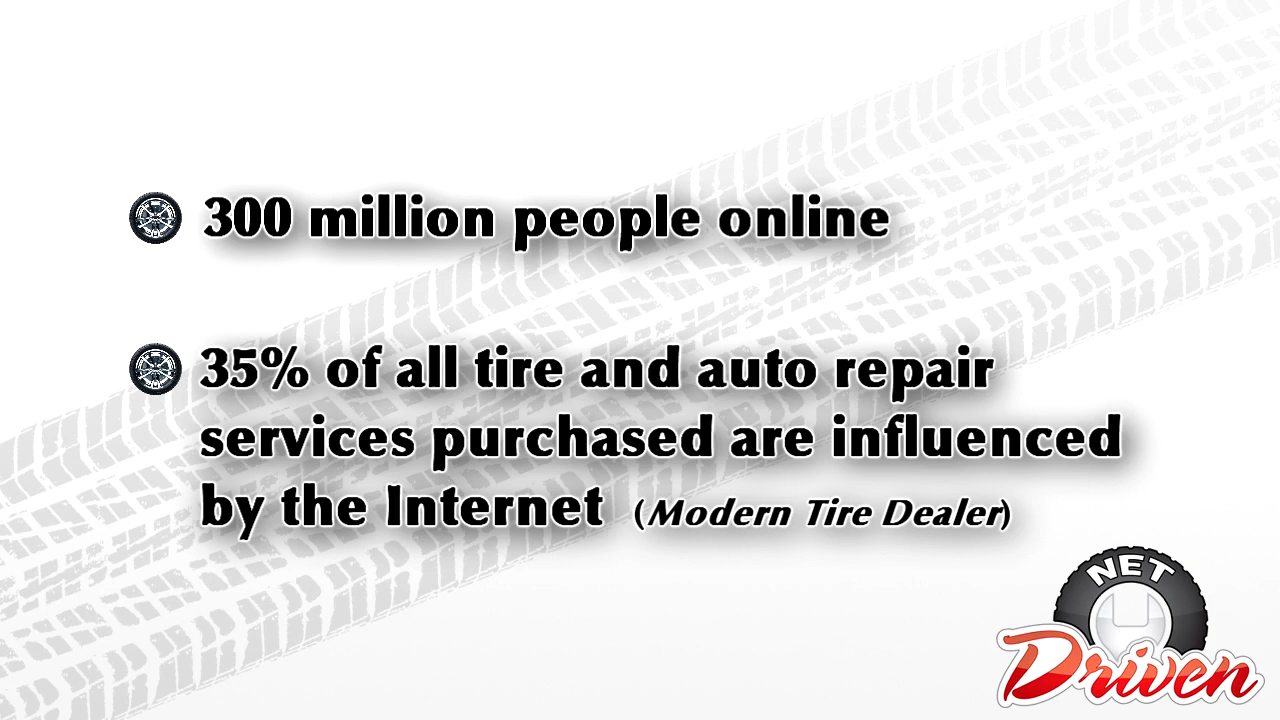 300 million people online
35% of all tire and auto repair
services purchased are influenced
by the Internet (Modern Tire Dealer)
NET
Driven